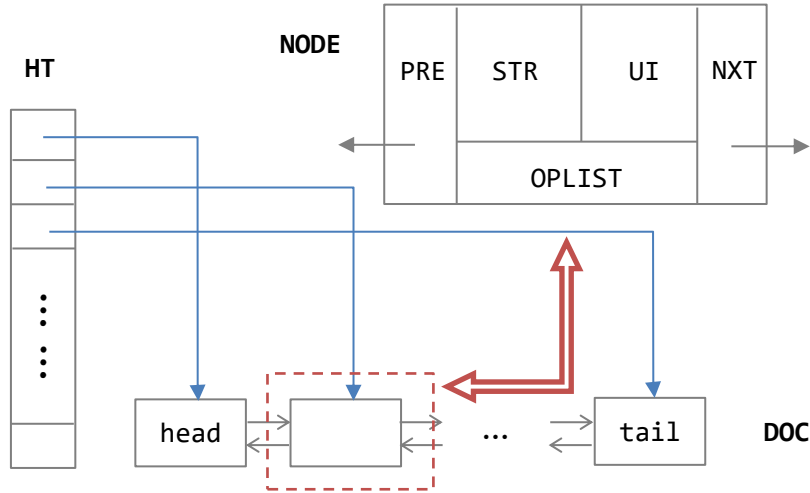 NODE
HT
PRE STR UI NXT
OPLIST
head ... tail DOC